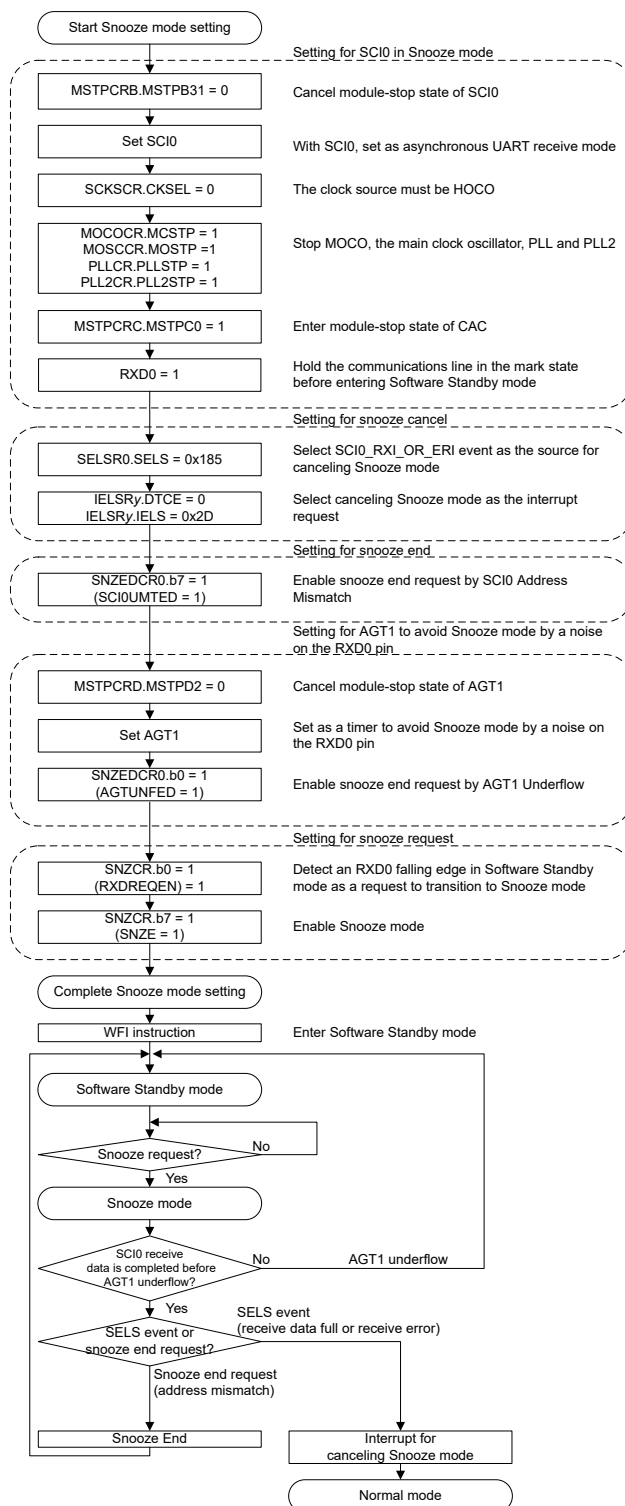 Start Snooze mode setting
Setting for SCI0 in Snooze mode
MSTPCRB.MSTPB31 = 0
Cancel module-stop state of SCI0
Set SCI0
With SCI0, set as asynchronous UART receive mode
SCKSCR.CKSEL = 0
The clock source must be HOCO
MOCOCR.MCSTP = 1
MOSCCR.MOSTP =1
PLLCR.PLLSTP = 1
PLL2CR.PLL2STP = 1
Stop MOCO, the main clock oscillator, PLL and PLL2
MSTPCRC.MSTPC0 = 1
Enter module-stop state of CAC
RXD0 = 1
Hold the communications line in the mark state
before entering Software Standby mode
Setting for snooze cancel
SELSR0.SELS = 0x185
Select SCI0_RXI_OR_ERI event as the source for
canceling Snooze mode
IELSRy.DTCE = 0
IELSRy.IELS = 0x2D
Select canceling Snooze mode as the interrupt
request
Setting for snooze end
SNZEDCR0.b7 = 1
(SCI0UMTED = 1)
Enable snooze end request by SCI0 Address
Mismatch
Setting for AGT1 to avoid Snooze mode by a noise
on the RXD0 pin
MSTPCRD.MSTPD2 = 0
Cancel module-stop state of AGT1
Set AGT1
Set as a timer to avoid Snooze mode by a noise on
the RXD0 pin
SNZEDCR0.b0 = 1
(AGTUNFED = 1)
Enable snooze end request by AGT1 Underflow
Setting for snooze request
SNZCR.b0 = 1
(RXDREQEN) = 1
Detect an RXD0 falling edge in Software Standby
mode as a request to transition to Snooze mode
SNZCR.b7 = 1
(SNZE = 1)
Enable Snooze mode
Complete Snooze mode setting
WFI instruction
Enter Software Standby mode
Software Standby mode
Snooze request?
No
Yes
Snooze mode
SCI0 receive
data is completed before
AGT1 underflow?
No
AGT1 underflow
Yes
SELS event or
snooze end request?
SELS event
(receive data full or receive error)
Snooze end request
(address mismatch)
Snooze End
Interrupt for
canceling Snooze mode
Normal mode